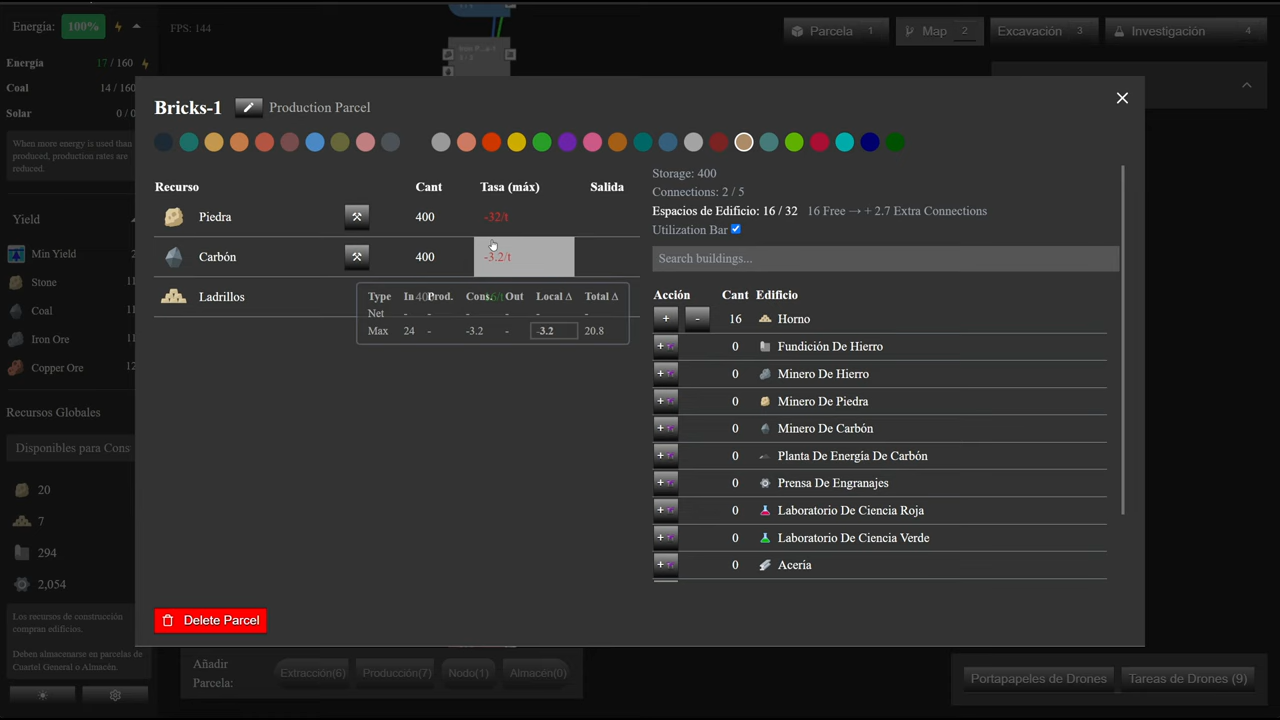 Energía: 100%
FPS: 144
Parcela 1
Map 2
Excavación 3
Investigación 4
Energía 17 / 160
Coal 14 / 160
Solar 0 / 0
When more energy is used than
produced, production rates are
reduced.
Yield
Min Yield
Stone
Coal
Iron Ore
Copper Ore
Recursos Globales
Disponibles para Cons
20
7
294
2,054
Los recursos de construcción
compran edificios.
Deben almacenarse en parcelas de
Cuartel General o Almacén.
Bricks-1 Production Parcel
Recurso Cant Tasa (máx) Salida
Piedra 400 -32/t
Carbón 400 -3.2/t
Ladrillos
Type In Prod. Cons. Out Local Δ Total Δ
Net - - - - - -
Max 24 - -3.2 - -3.2 20.8
Storage: 400
Connections: 2 / 5
Espacios de Edificio: 16 / 32 16 Free → + 2.7 Extra Connections
Utilization Bar
Search buildings...
Acción Cant Edificio
+ - 16 Horno
+ 0 Fundición De Hierro
+ 0 Minero De Hierro
+ 0 Minero De Piedra
+ 0 Minero De Carbón
+ 0 Planta De Energía De Carbón
+ 0 Prensa De Engranajes
+ 0 Laboratorio De Ciencia Roja
+ 0 Laboratorio De Ciencia Verde
+ 0 Aceria
Delete Parcel
Añadir
Parcela:
Extracción(6) Producción(7) Nodo(1) Almacén(0)
Portapapeles de Drones Tareas de Drones (9)